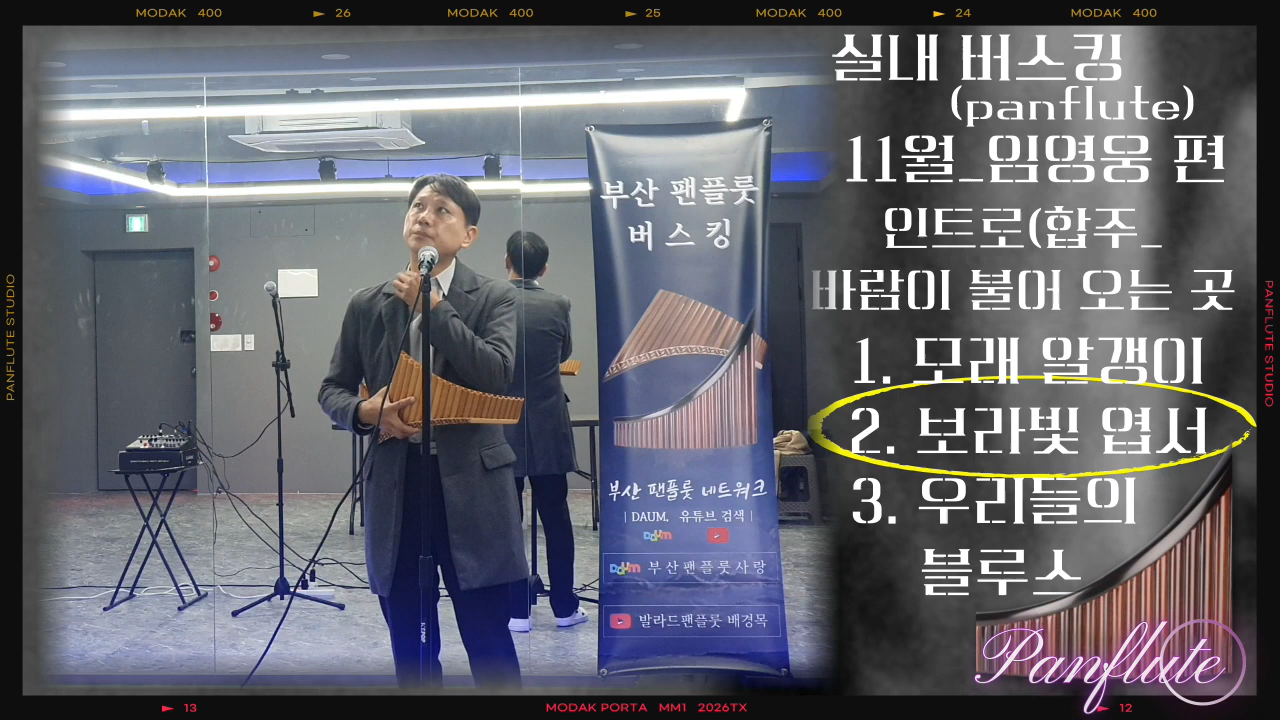 MODAK 400 ► 26 MODAK 400 ► 25 MODAK 400 ► 24 MODAK 400
PANFLUTE STUDIO
부산 팬플룻
버스킹
부산 팬플룻 네트워크
| DAUM, 유튜브 검색 |
Daum
Daum 부산팬플룻사랑
발라드팬플룻 배경목
실내 버스킹
(panflute)
11월_임영웅 편
인트로(합주_
바람이 불어 오는 곳
1. 모래 알갱이
2. 보라빛 엽서
3. 우리들의
블루스
Panflute
PANFLUTE STUDIO
► 13 MODAK PORTA MM1 2026TX ► 12